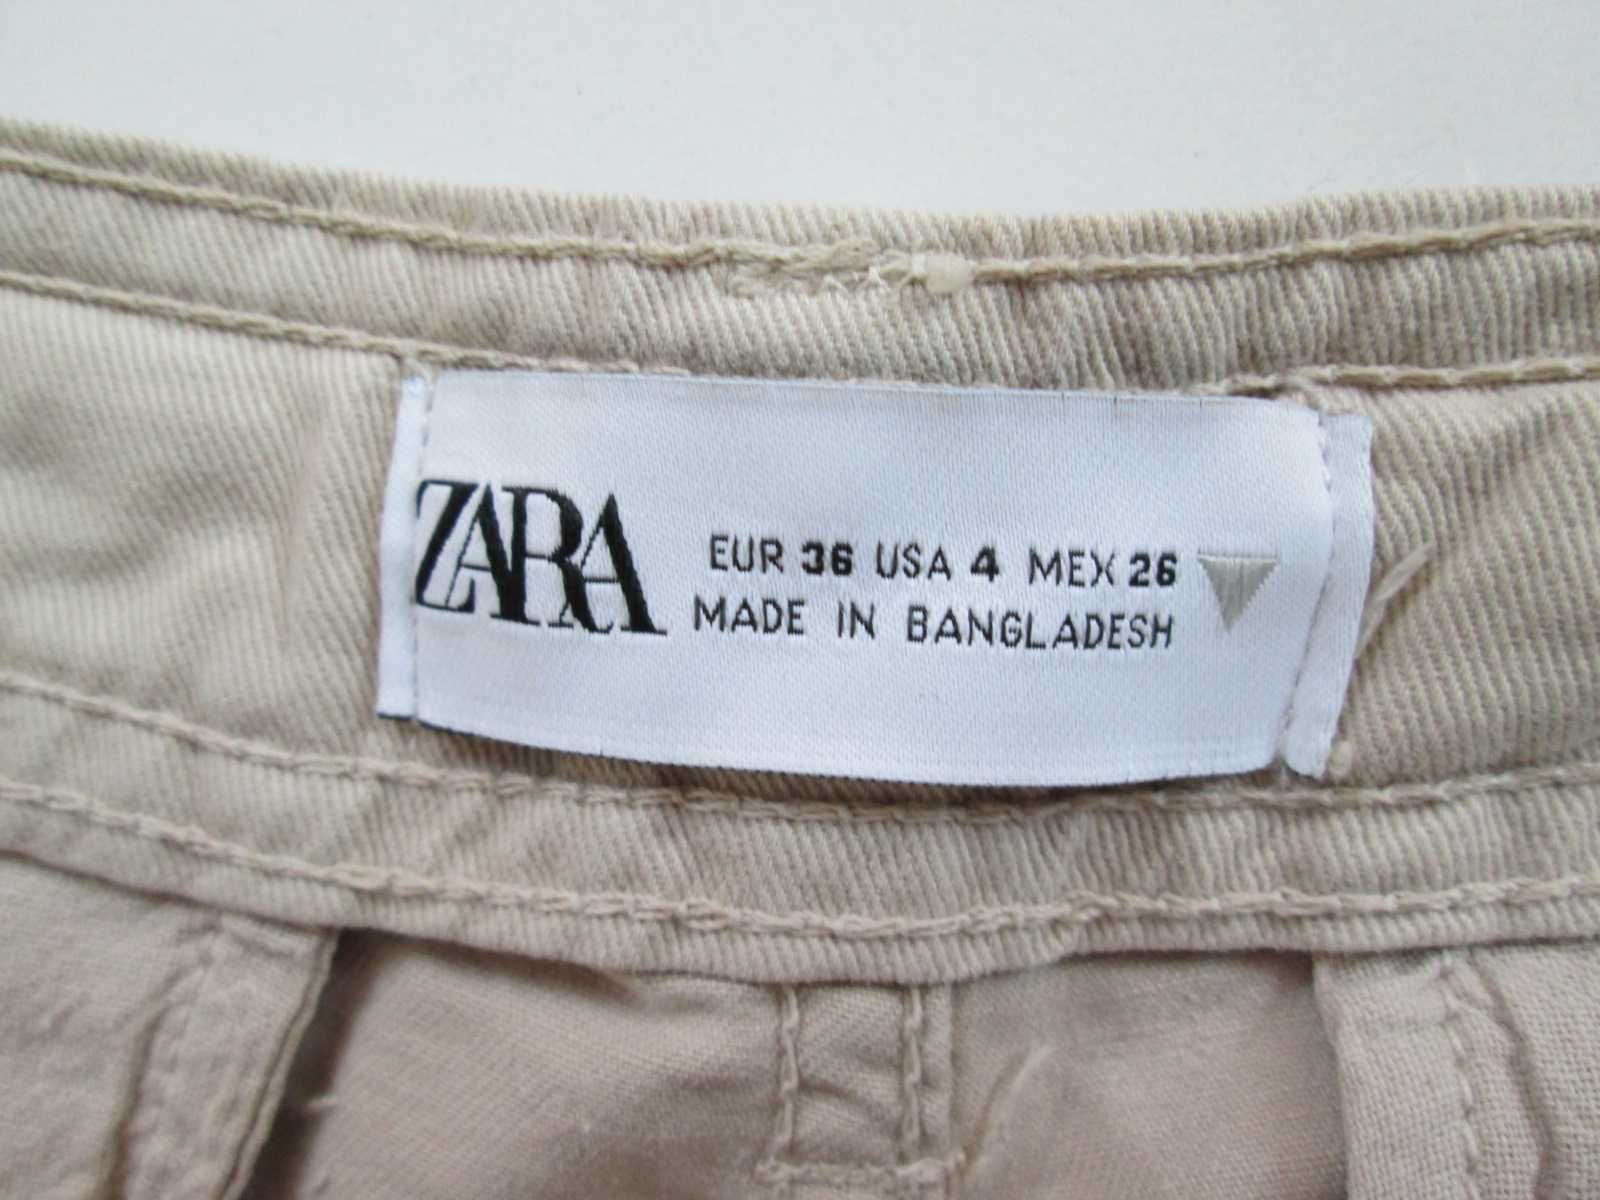 ZARA
EUR 36 USA 4 MEX 26
MADE IN BANGLADESH